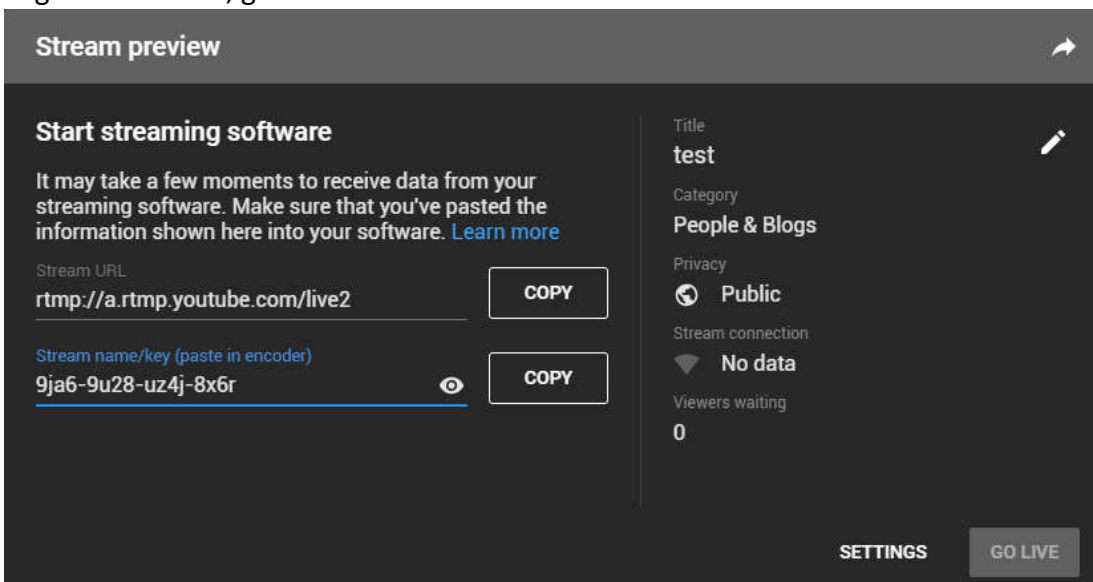 Stream preview
Start streaming software
It may take a few moments to receive data from your
streaming software. Make sure that you've pasted the
information shown here into your software. Learn more
Stream URL
rtmp://a.rtmp.youtube.com/live2
COPY
Stream name/key (paste in encoder)
9ja6-9u28-uz4j-8x6r
COPY
Title
test
Category
People & Blogs
Privacy
Public
Stream connection
No data
Viewers waiting
0
SETTINGS
GO LIVE